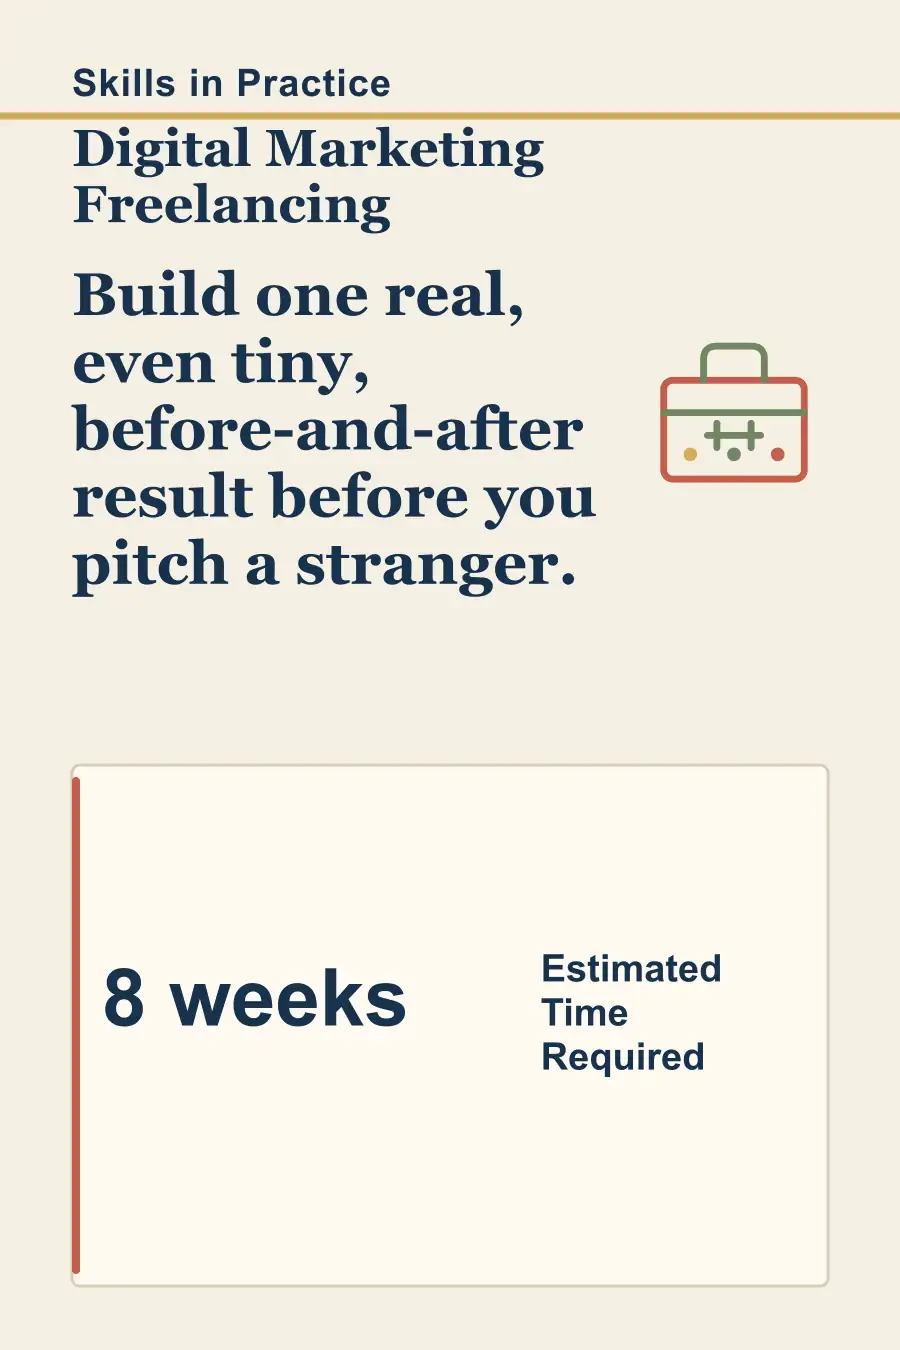 Skills in Practice
Digital Marketing
Freelancing
Build one real,
even tiny,
before-and-after
result before you
pitch a stranger.
8 weeks
Estimated
Time
Required